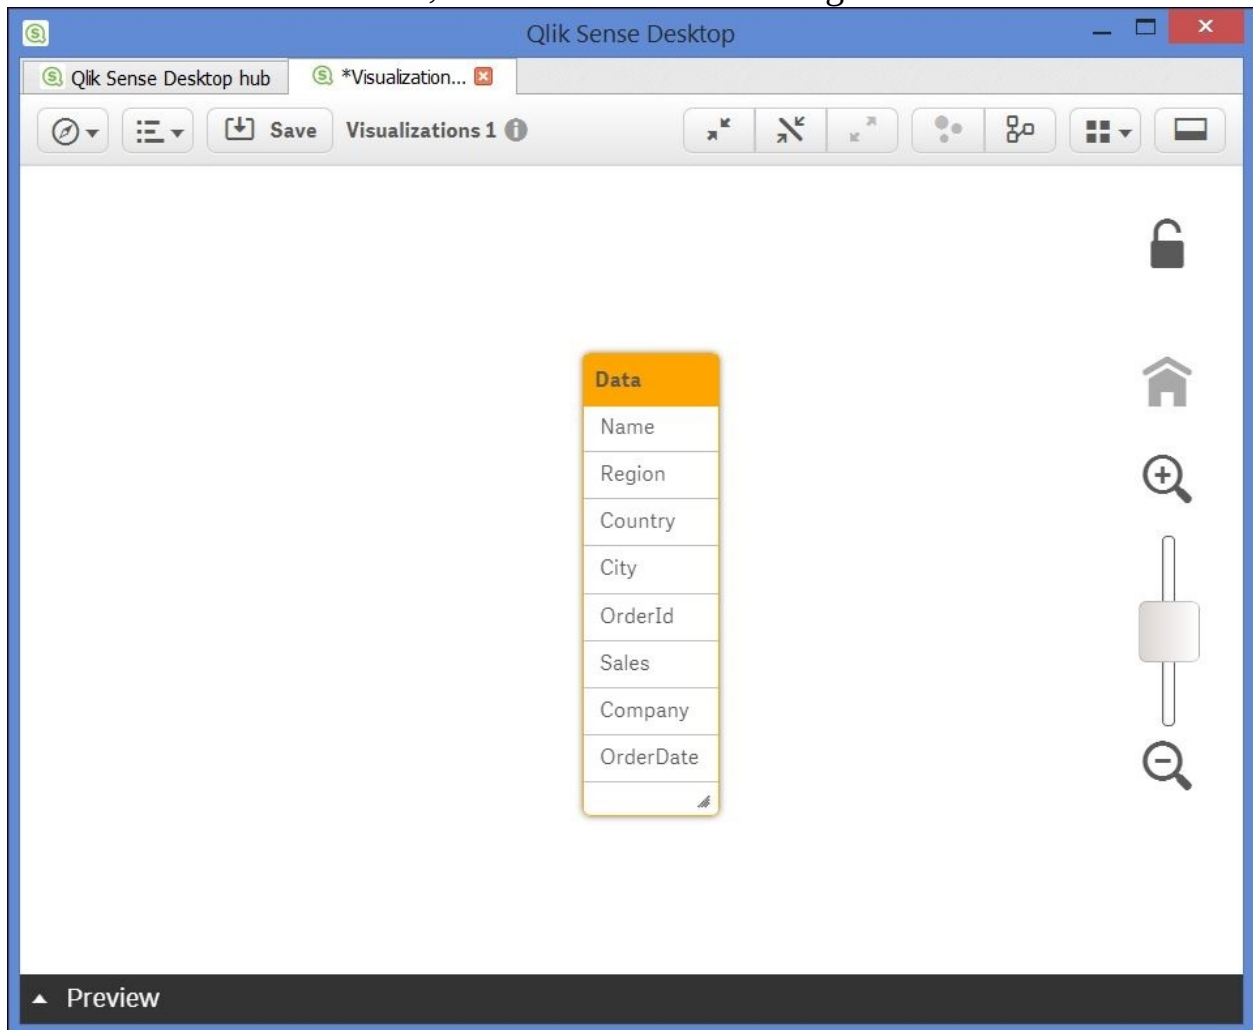 Qlik Sense Desktop
Qlik Sense Desktop hub *Visualization...
Save Visualizations 1
Data
Name
Region
Country
City
OrderId
Sales
Company
OrderDate
Preview